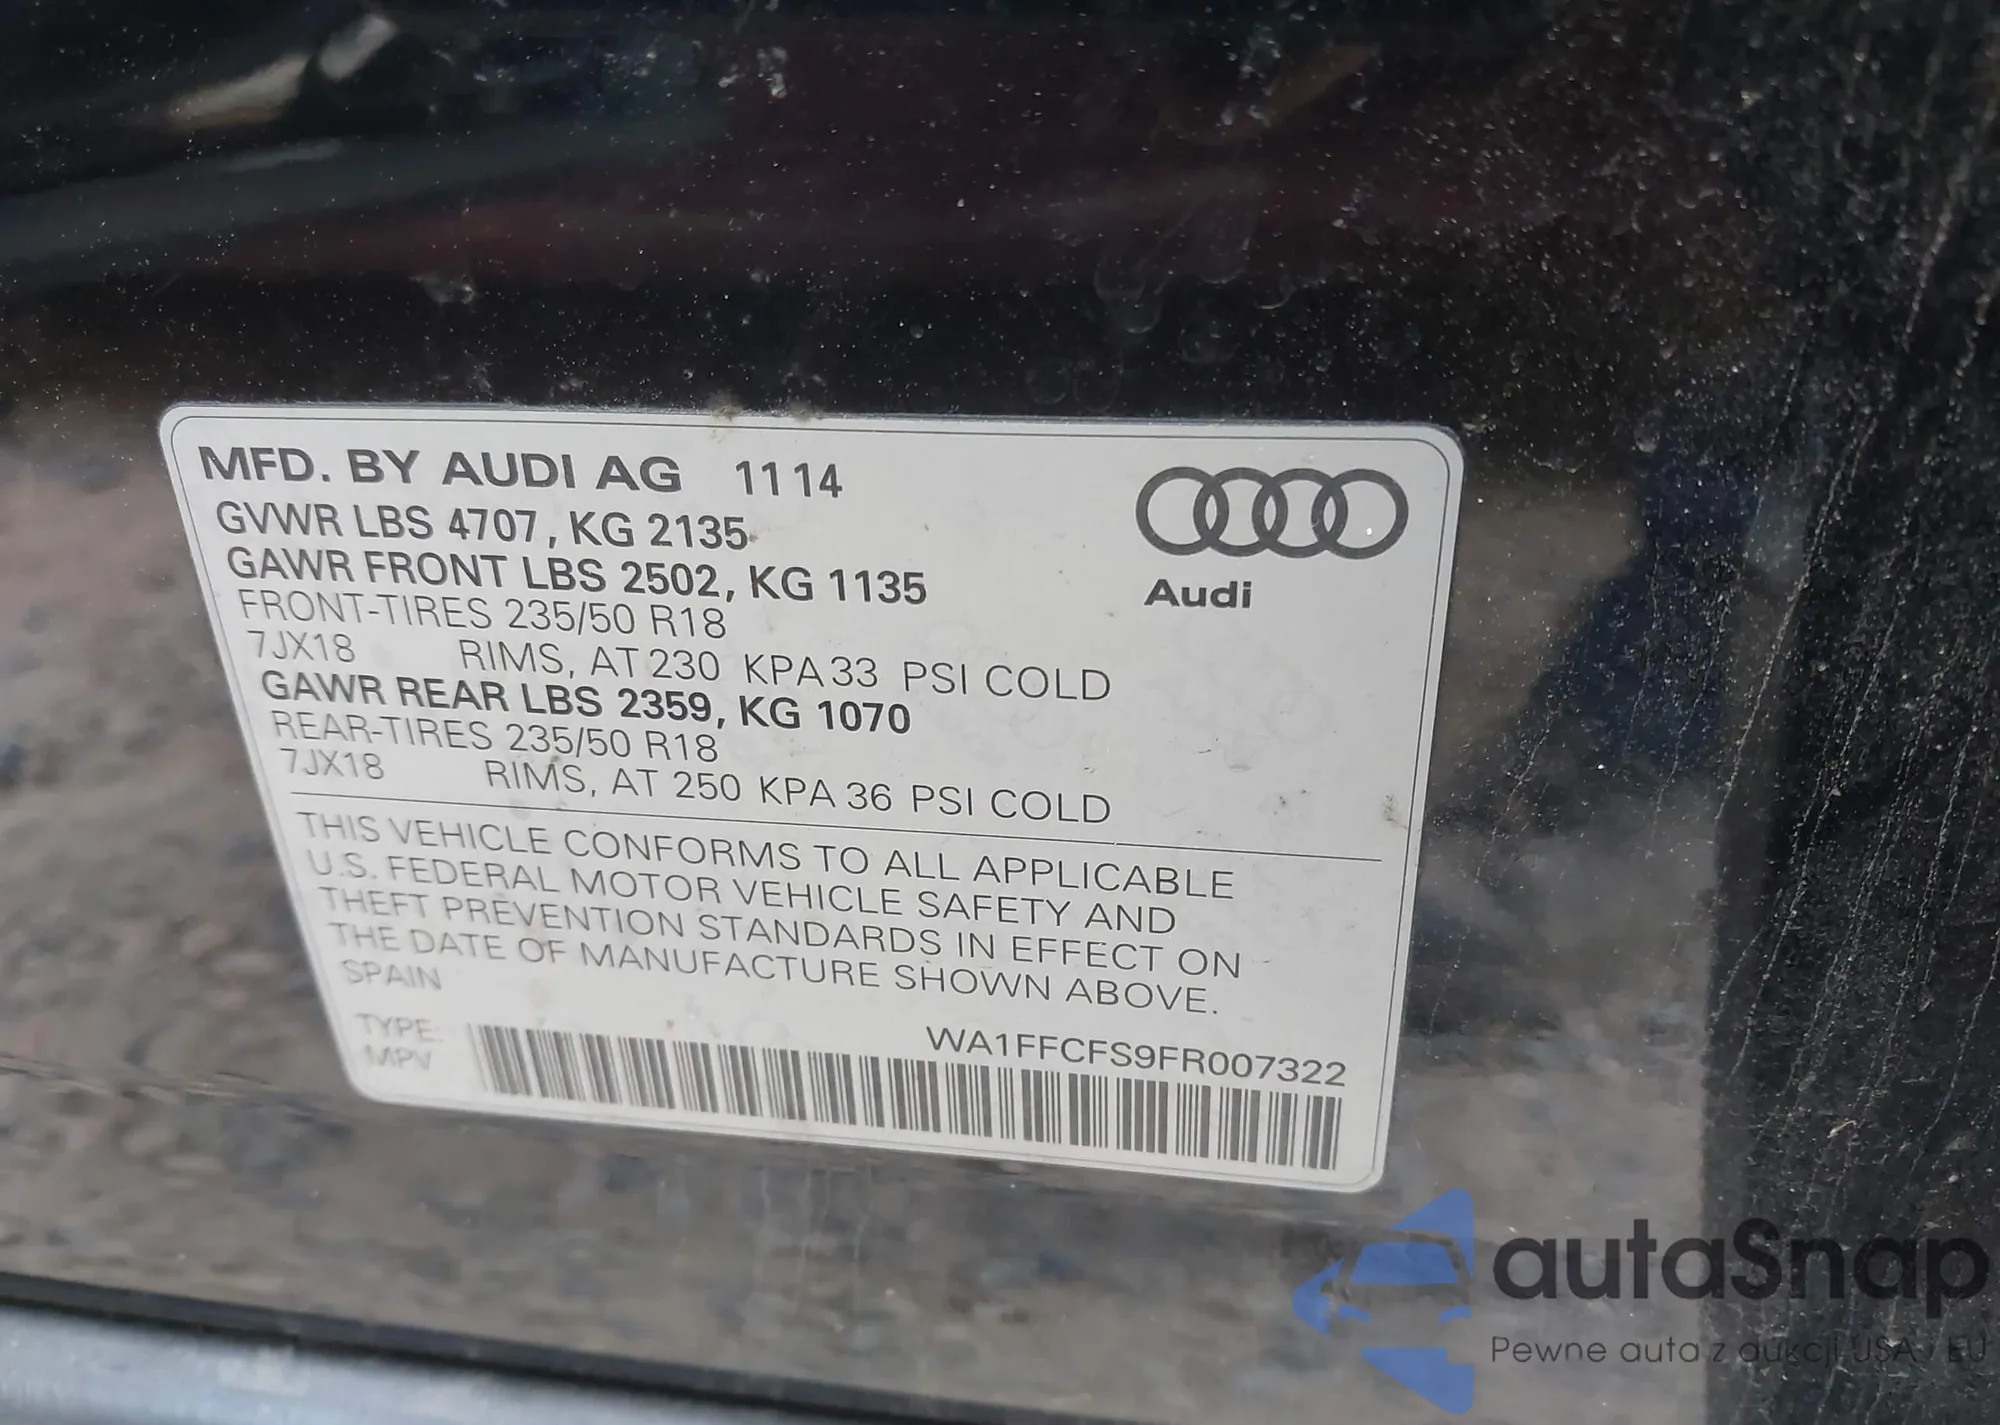 MFD. BY AUDI AG 11 14
GVWR LBS 4707, KG 2135
GAWR FRONT LBS 2502, KG 1135
FRONT-TIRES 235/50 R18
7JX18 RIMS, AT 230 KPA 33 PSI COLD
GAWR REAR LBS 2359, KG 1070
REAR-TIRES 235/50 R18
7JX18 RIMS, AT 250 KPA 36 PSI COLD
Audi
THIS VEHICLE CONFORMS TO ALL APPLICABLE
U.S. FEDERAL MOTOR VEHICLE SAFETY AND
THEFT PREVENTION STANDARDS IN EFFECT ON
THE DATE OF MANUFACTURE SHOWN ABOVE.
SPAIN
TYPE:
MPV
WA1FFCFS9FR007322
autaSnap
Pewne auta z aukcji USA / EU